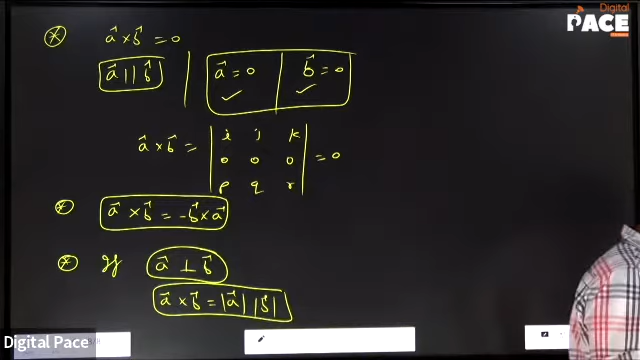 Digital
PACE
* a⃗ × b⃗ = 0
a⃗ || b⃗ | a⃗ = 0 | b⃗ = 0
a⃗ × b⃗ = | i j k |
| 0 0 0 | = 0
| p q r |
* a⃗ × b⃗ = -b⃗ × a⃗
* If a⃗ ⊥ b⃗
a⃗ × b⃗ = |a⃗| |b⃗|
Digital Pace